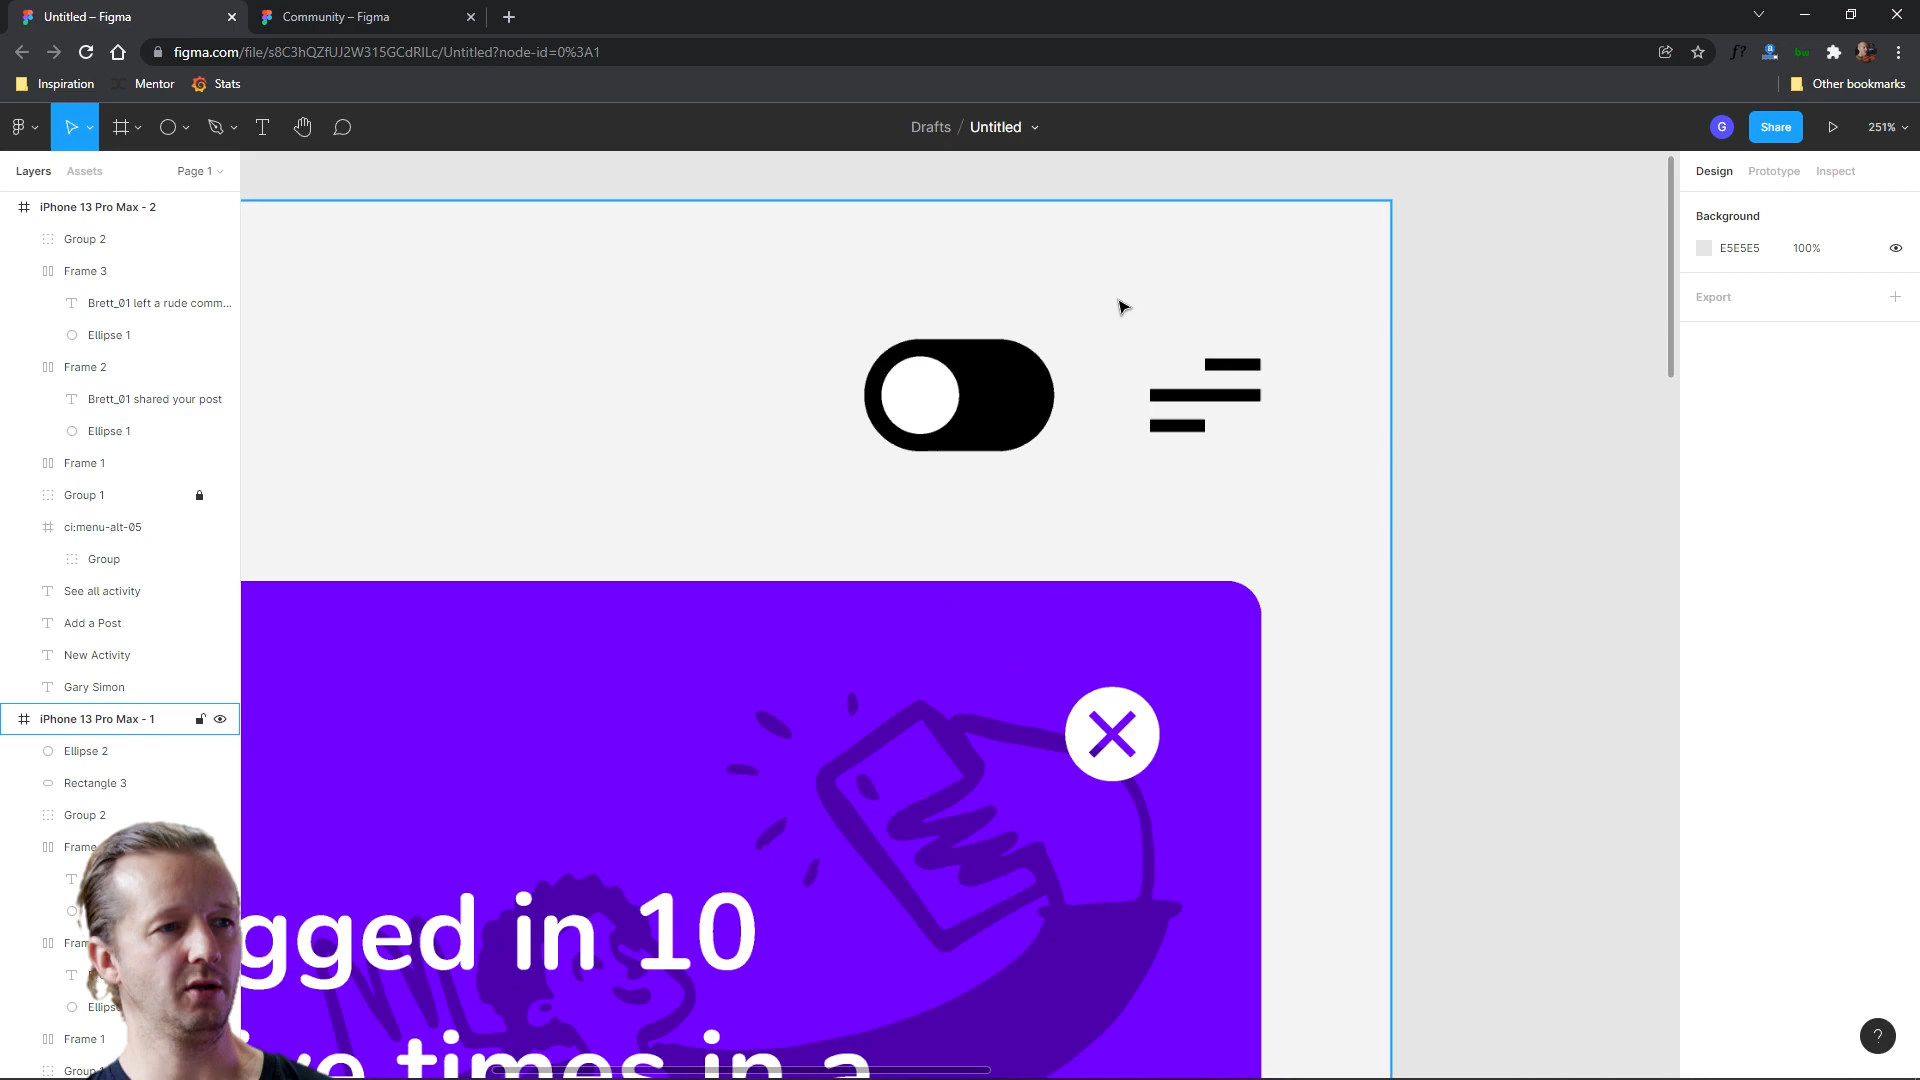 Untitled – Figma
Community – Figma
figma.com/file/s8C3hQZfUJ2W315GCdRILc/Untitled?node-id=0%3A1
Inspiration
Mentor
Stats
Other bookmarks
Drafts / Untitled
G
Share
251%
Layers
Assets
Page 1
Design
Prototype
Inspect
iPhone 13 Pro Max - 2
Group 2
Frame 3
Brett_01 left a rude comm...
Ellipse 1
Frame 2
Brett_01 shared your post
Ellipse 1
Frame 1
Group 1
ci:menu-alt-05
Group
See all activity
Add a Post
New Activity
Gary Simon
iPhone 13 Pro Max - 1
Ellipse 2
Rectangle 3
Group 2
Frame
T
Fram
T
Ellipse
Frame 1
Group 1
Background
E5E5E5
100%
Export
gged in 10
times in a
?